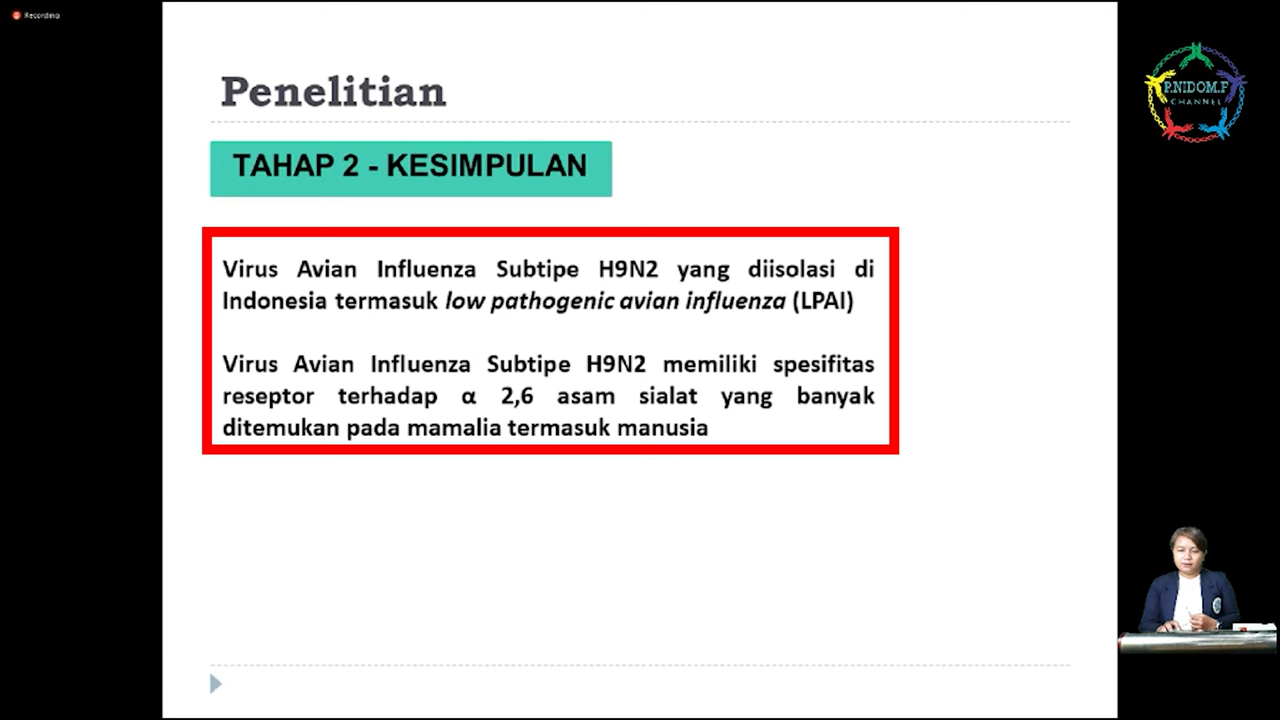 Recording
Penelitian
P.NIDOM.F
CHANNEL
TAHAP 2 - KESIMPULAN
Virus Avian Influenza Subtipe H9N2 yang diisolasi di
Indonesia termasuk low pathogenic avian influenza (LPAI)
Virus Avian Influenza Subtipe H9N2 memiliki spesifitas
reseptor terhadap α 2,6 asam sialat yang banyak
ditemukan pada mamalia termasuk manusia